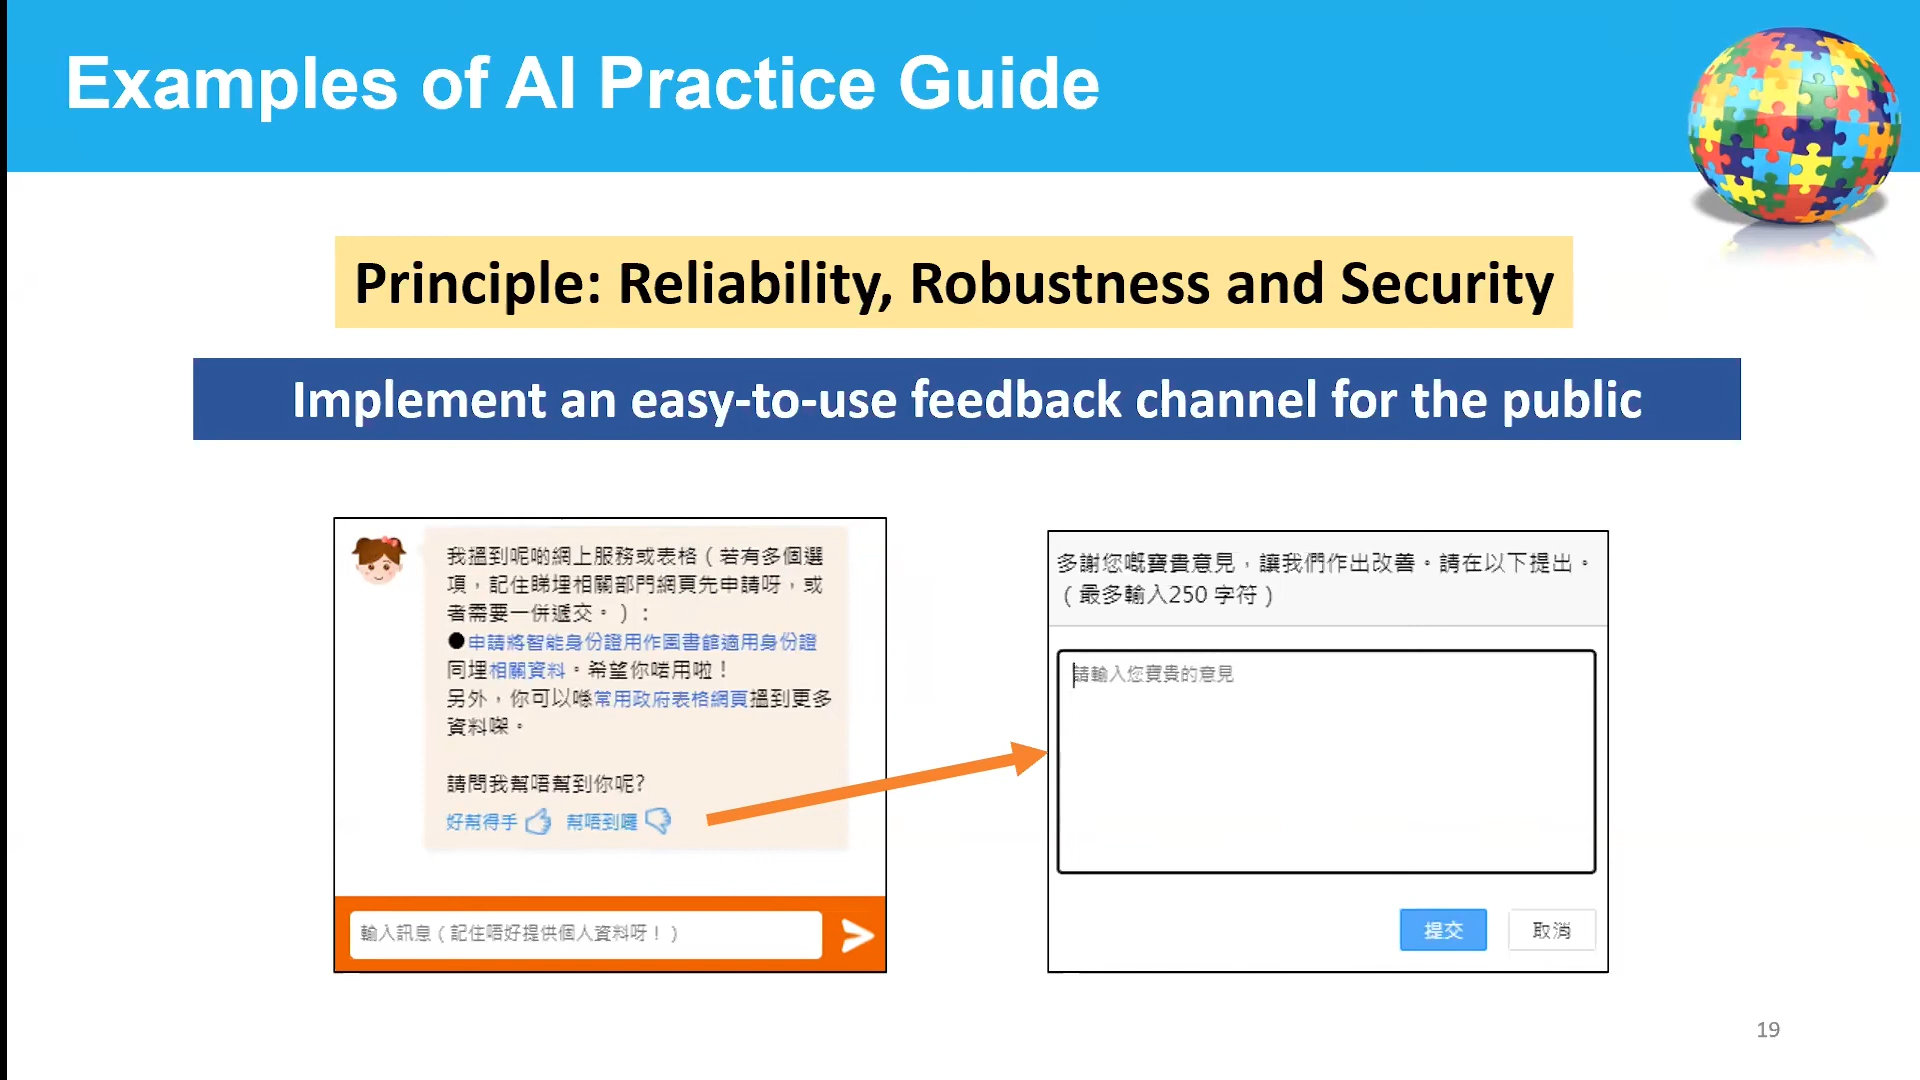 Examples of AI Practice Guide
Principle: Reliability, Robustness and Security
Implement an easy-to-use feedback channel for the public
我搵到呢啲網上服務或表格（若有多個選
項，記住睇埋相關部門網頁先申請呀，或
者需要一併遞交。）：
●申請將智能身份證用作圖書館適用身份證
同埋相關資料。希望你啱用啦！
另外，你可以喺常用政府表格網頁搵到更多
資料㗎。
請問我幫唔幫到你呢?
好幫得手 幫唔到囉
輸入訊息（記住唔好提供個人資料呀！）
多謝您嘅寶貴意見，讓我們作出改善。請在以下提出。
（最多輸入250 字符）
請輸入您寶貴的意見
提交 取消
19